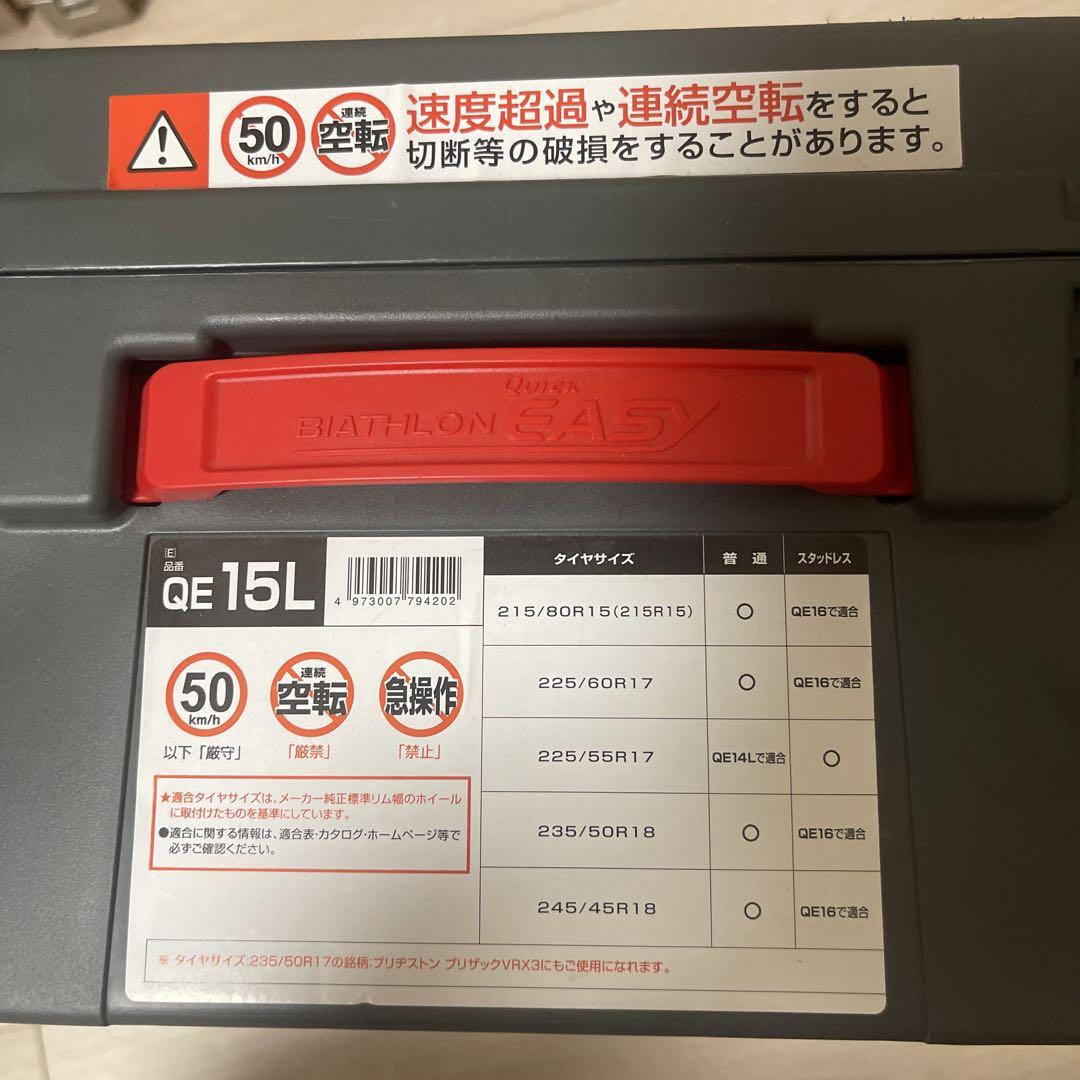 50 km/h
連続
空転
速度超過や連続空転をすると
切断等の破損をすることがあります。
QUICK
BIATHLON EASY
E
品番
QE 15L
4 973007 794202
50 km/h
以下「厳守」
連続
空転
「厳禁」
急操作
「禁止」
★適合タイヤサイズは、メーカー純正標準リム幅のホイール
に取付けたものを基準にしています。
●適合に関する情報は、適合表・カタログ・ホームページ等で
必ずご確認ください。
タイヤサイズ 普通 スタッドレス
215/80R15(215R15) ○ QE16で適合
225/60R17 ○ QE16で適合
225/55R17 QE14Lで適合 ○
235/50R18 ○ QE16で適合
245/45R18 ○ QE16で適合
※ タイヤサイズ:235/50R17の銘柄:ブリヂストン ブリザックVRX3にもご使用になれます。